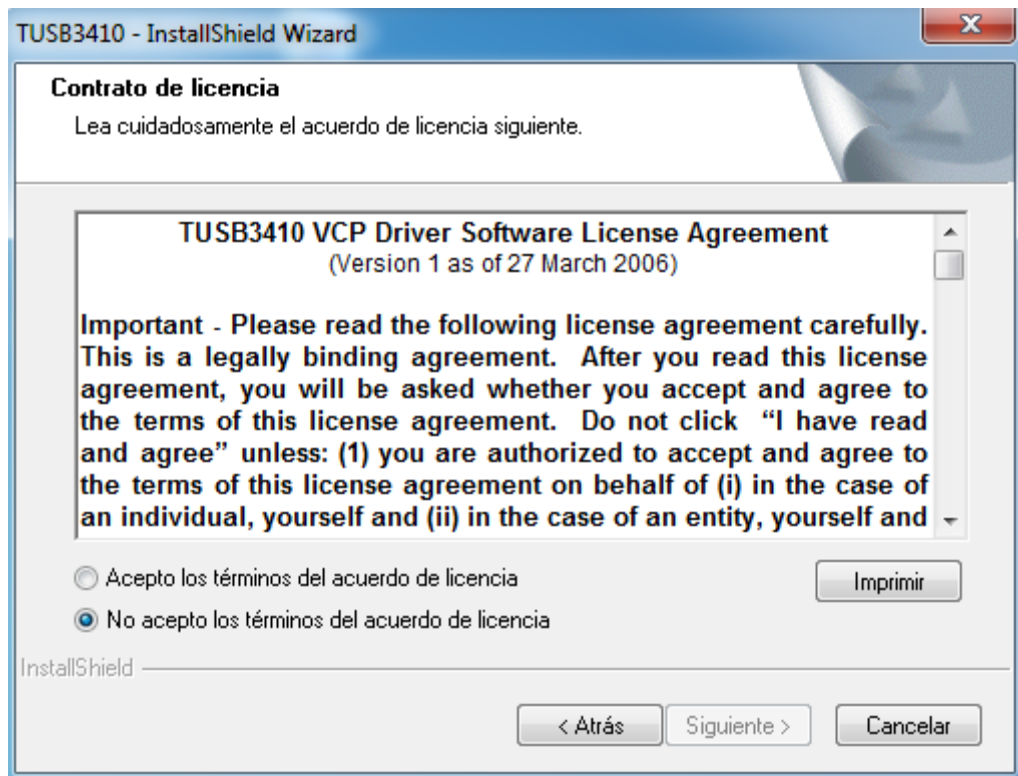 TUSB3410 - InstallShield Wizard
Contrato de licencia
Lea cuidadosamente el acuerdo de licencia siguiente.
TUSB3410 VCP Driver Software License Agreement
(Version 1 as of 27 March 2006)
Important - Please read the following license agreement carefully.
This is a legally binding agreement.  After you read this license
agreement, you will be asked whether you accept and agree to
the terms of this license agreement.  Do not click  “I have read
and agree” unless: (1) you are authorized to accept and agree to
the terms of this license agreement on behalf of (i) in the case of
an individual, yourself and (ii) in the case of an entity, yourself and
Acepto los términos del acuerdo de licencia
Imprimir
No acepto los términos del acuerdo de licencia
InstallShield
< Atrás
Siguiente >
Cancelar